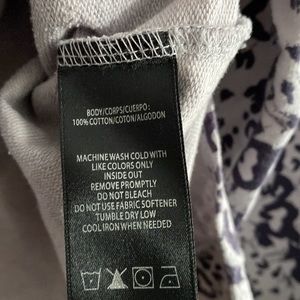 BODY/CORPS/CUERPO:
100% COTTON/COTON/ALGODON
MACHINE WASH COLD WITH
LIKE COLORS ONLY
INSIDE OUT
REMOVE PROMPTLY
DO NOT BLEACH
DO NOT USE FABRIC SOFTENER
TUMBLE DRY LOW
COOL IRON WHEN NEEDED